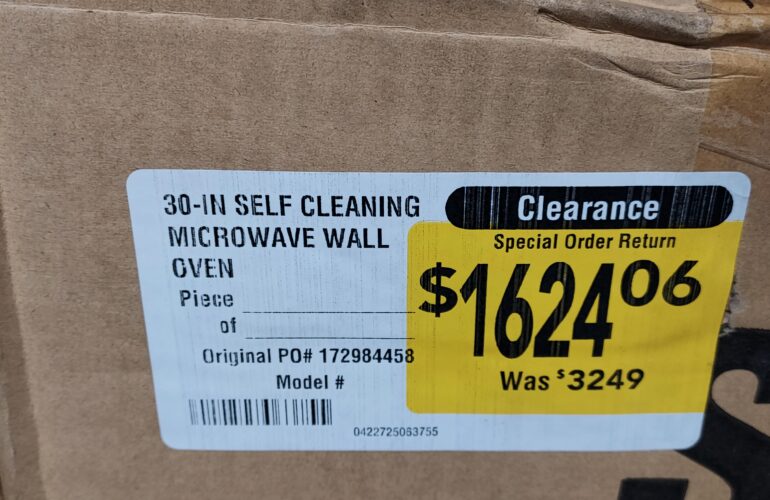 30-IN SELF CLEANING
MICROWAVE WALL
OVEN
Piece
of
Original PO# 172984458
Model #
0422725063755
Clearance
Special Order Return
$1624 06
Was $3249